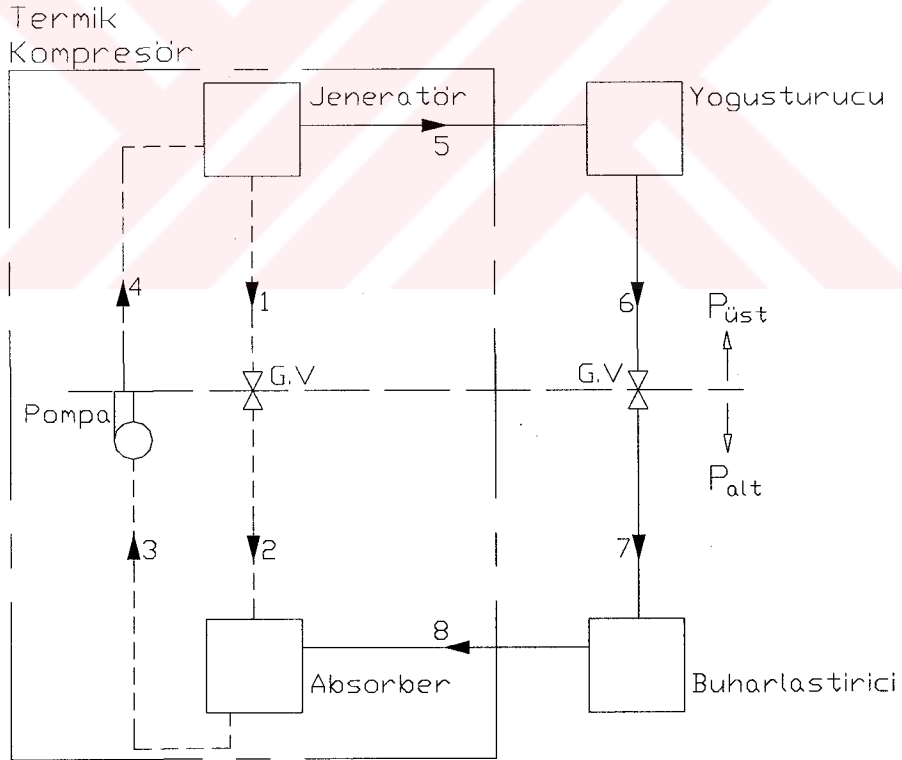 Termik
Kompresör
Jeneratör
Yogusturucu
5
4
1
6
Püst
G.V
G.V
Pompa
Palt
3
2
7
8
Absorber
Buharlastirici